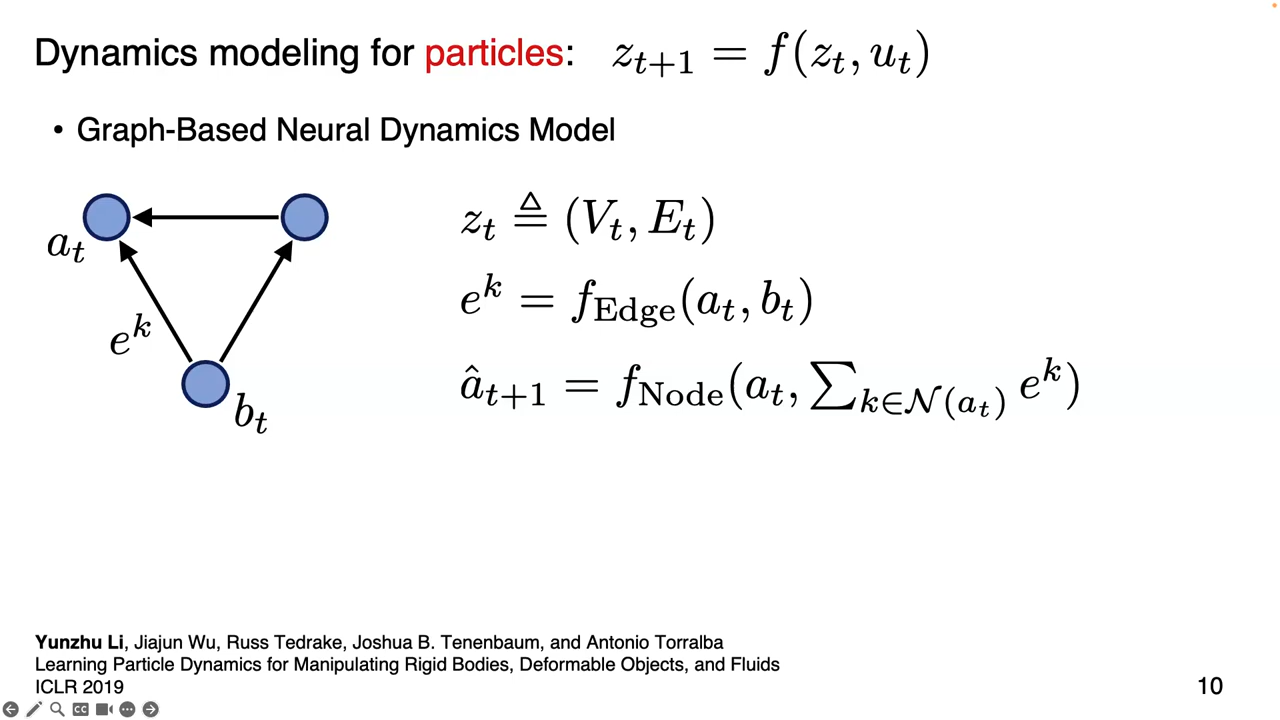 Dynamics modeling for particles: z_{t+1} = f(z_t, u_t)
• Graph-Based Neural Dynamics Model
a_t
e^k
b_t
z_t ≜ (V_t, E_t)
e^k = f_Edge(a_t, b_t)
â_{t+1} = f_Node(a_t, ∑_{k∈𝒩(a_t)} e^k)
Yunzhu Li, Jiajun Wu, Russ Tedrake, Joshua B. Tenenbaum, and Antonio Torralba
Learning Particle Dynamics for Manipulating Rigid Bodies, Deformable Objects, and Fluids
ICLR 2019
10
CC